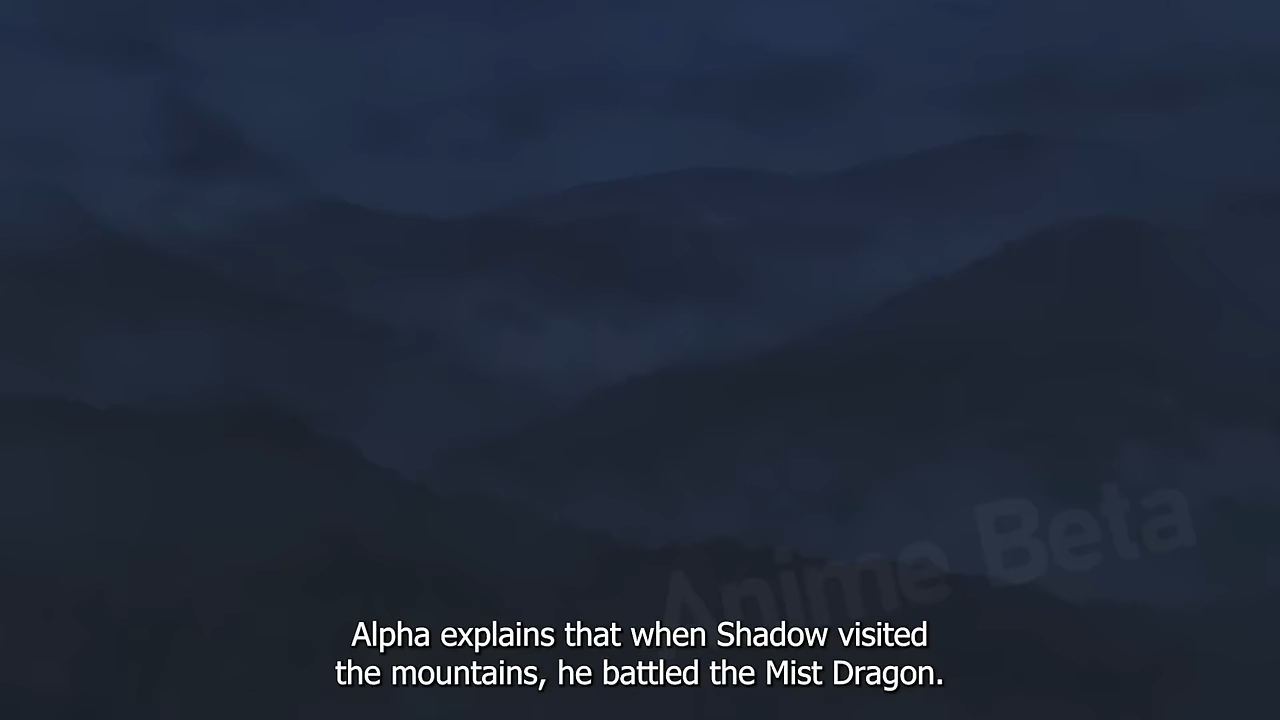 Anime Beta
Alpha explains that when Shadow visited
the mountains, he battled the Mist Dragon.